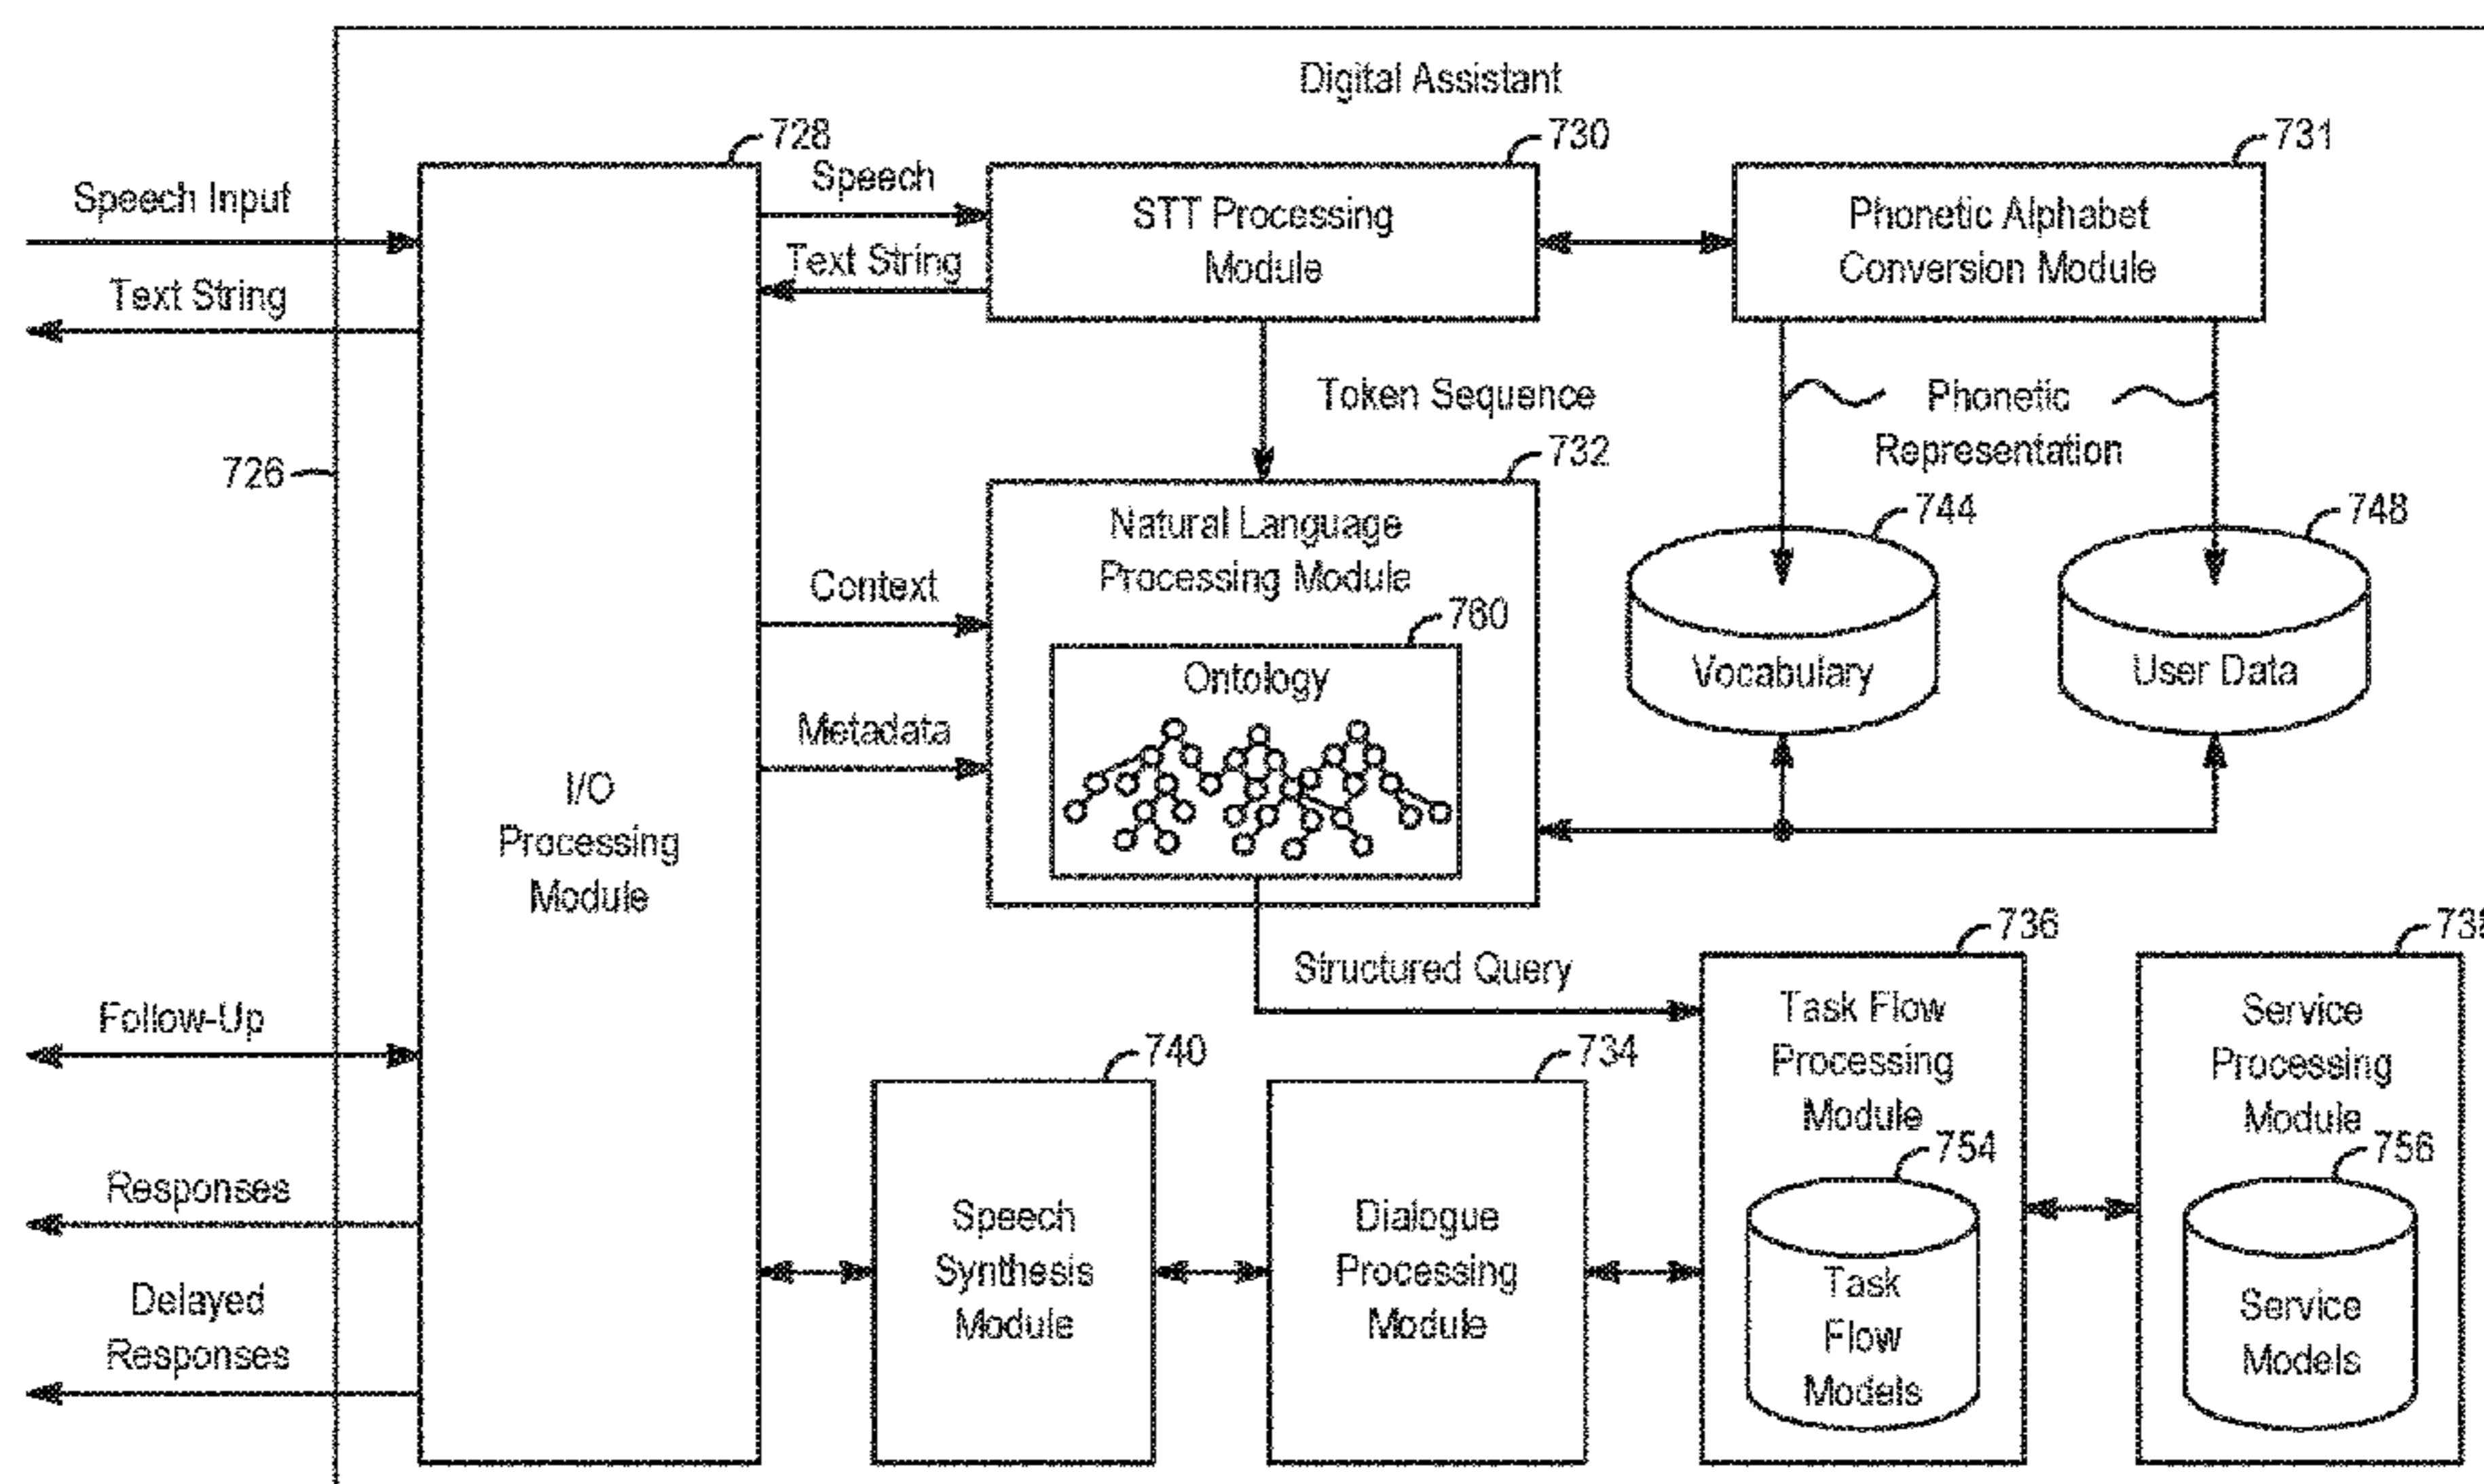 Digital Assistant
728
730
731
Speech Input
Speech
STT Processing
Module
Phonetic Alphabet
Conversion Module
Text String
Text String
Token Sequence
Phonetic
Representation
726
732
744
748
Natural Language
Processing Module
Context
760
Ontology
Vocabulary
User Data
Metadata
I/O
Processing
Module
Structured Query
736
Task Flow
Processing
Module
Service
Processing
Module
Follow-Up
740
734
754
756
Responses
Speech
Synthesis
Module
Dialogue
Processing
Module
Task
Flow
Models
Service
Models
Delayed
Responses